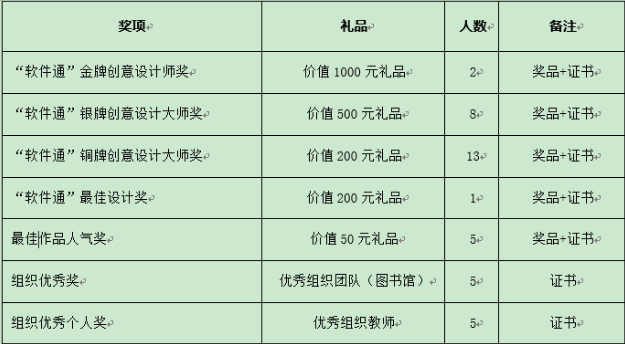 奖项 礼品 人数 备注
“软件通”金牌创意设计师奖 价值 1000 元礼品 2 奖品+证书
“软件通”银牌创意设计大师奖 价值 500 元礼品 8 奖品+证书
“软件通”铜牌创意设计大师奖 价值 200 元礼品 13 奖品+证书
“软件通”最佳设计奖 价值 200 元礼品 1 奖品+证书
最佳作品人气奖 价值 50 元礼品 5 奖品+证书
组织优秀奖 优秀组织团队（图书馆） 5 证书
组织优秀个人奖 优秀组织教师 5 证书